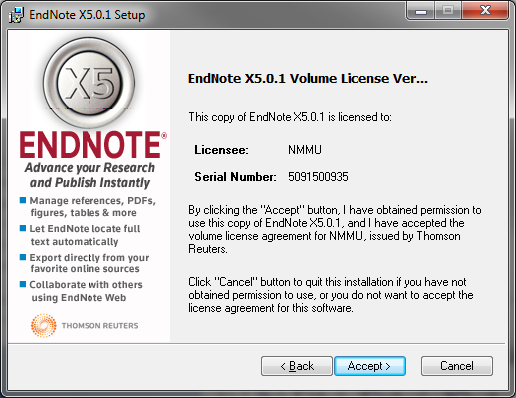 EndNote X5.0.1 Setup
X5
ENDNOTE®
Advance your Research
and Publish Instantly
Manage references, PDFs,
figures, tables & more
Let EndNote locate full
text automatically
Export directly from your
favorite online sources
Collaborate with others
using EndNote Web
THOMSON REUTERS
EndNote X5.0.1 Volume License Ver...
This copy of EndNote X5.0.1 is licensed to:
Licensee: NMMU
Serial Number: 5091500935
By clicking the "Accept" button, I have obtained permission to
use this copy of EndNote X5.0.1, and I have accepted the
volume license agreement for NMMU, issued by Thomson
Reuters.
Click "Cancel" button to quit this installation if you have not
obtained permission to use, or you do not want to accept the
license agreement for this software.
< Back
Accept >
Cancel